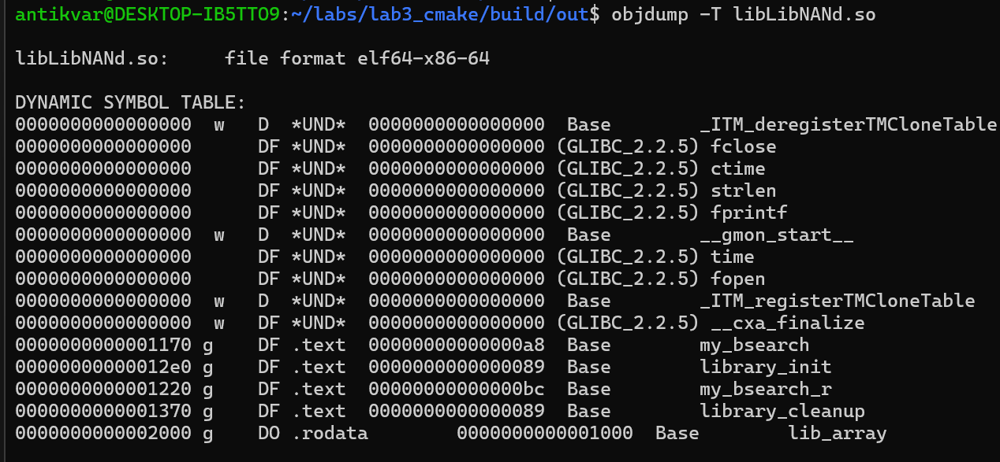 antikvar@DESKTOP-IB5TTO9:~/labs/lab3_cmake/build/out$ objdump -T libLibNANd.so
libLibNANd.so:     file format elf64-x86-64
DYNAMIC SYMBOL TABLE:
0000000000000000  w   D  *UND*  0000000000000000  Base        _ITM_deregisterTMCloneTable
0000000000000000      DF *UND*  0000000000000000 (GLIBC_2.2.5) fclose
0000000000000000      DF *UND*  0000000000000000 (GLIBC_2.2.5) ctime
0000000000000000      DF *UND*  0000000000000000 (GLIBC_2.2.5) strlen
0000000000000000      DF *UND*  0000000000000000 (GLIBC_2.2.5) fprintf
0000000000000000  w   D  *UND*  0000000000000000  Base        __gmon_start__
0000000000000000      DF *UND*  0000000000000000 (GLIBC_2.2.5) time
0000000000000000      DF *UND*  0000000000000000 (GLIBC_2.2.5) fopen
0000000000000000  w   D  *UND*  0000000000000000  Base        _ITM_registerTMCloneTable
0000000000000000  w   DF *UND*  0000000000000000 (GLIBC_2.2.5) __cxa_finalize
0000000000001170 g    DF .text  00000000000000a8  Base        my_bsearch
00000000000012e0 g    DF .text  0000000000000089  Base        library_init
0000000000001220 g    DF .text  00000000000000bc  Base        my_bsearch_r
0000000000001370 g    DF .text  0000000000000089  Base        library_cleanup
0000000000002000 g    DO .rodata        0000000000001000  Base        lib_array